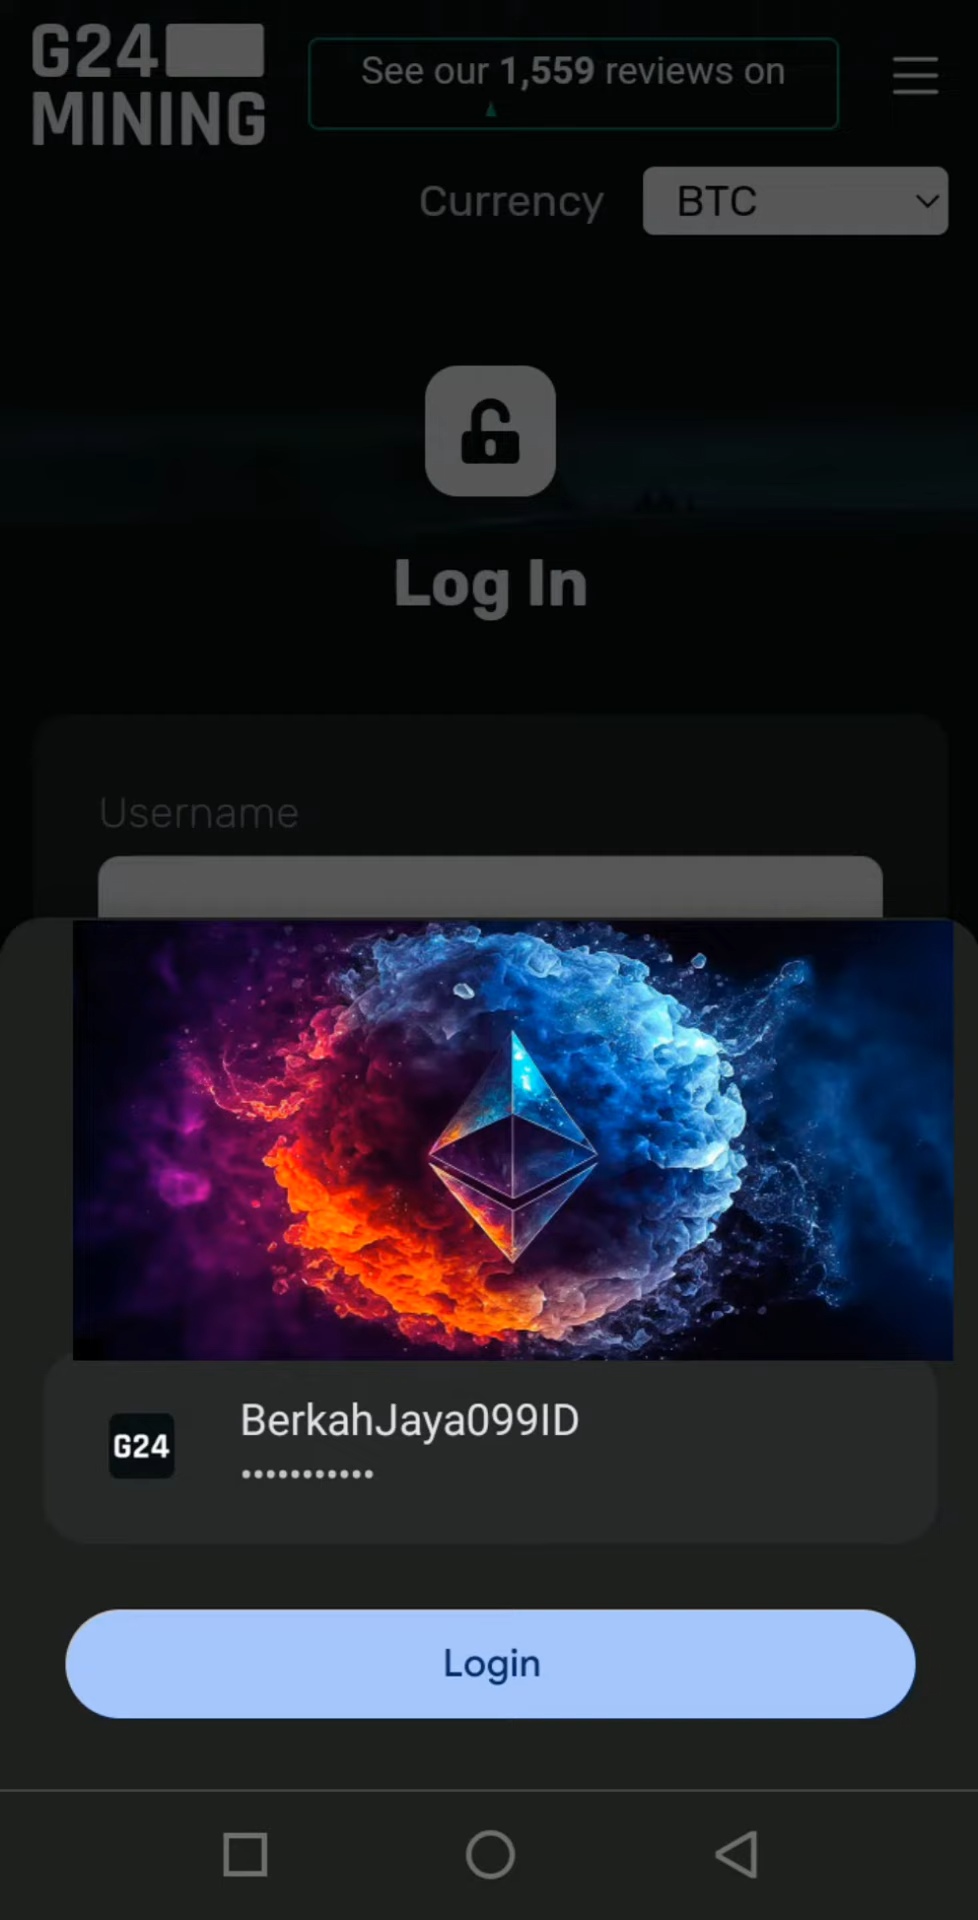 G24
MINING
See our 1,559 reviews on
Currency
BTC
Log In
Username
G24
BerkahJaya099ID
•••••••••••
Login